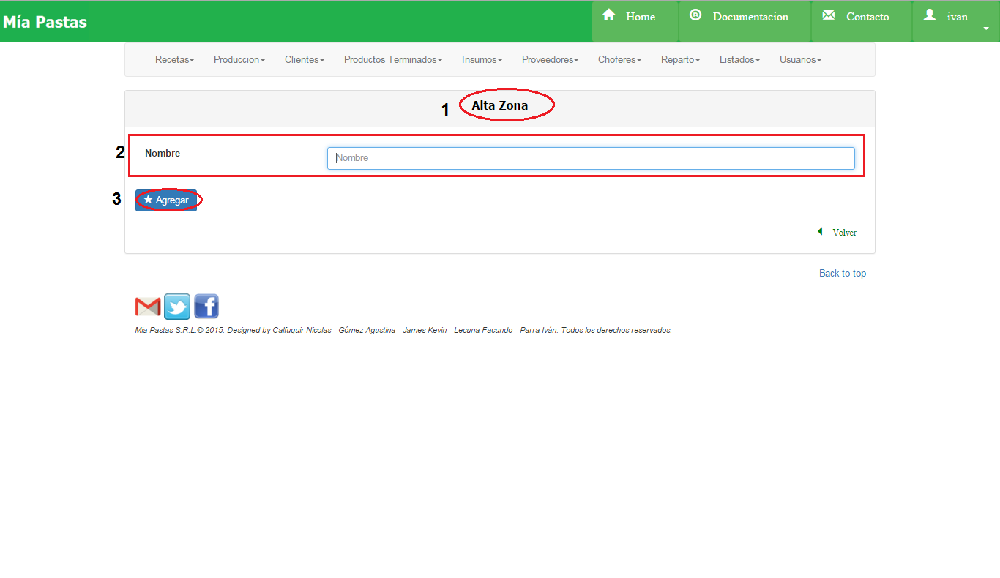 Mía Pastas Home Documentacion Contacto ivan
Recetas Produccion Clientes Productos Terminados Insumos Proveedores Choferes Reparto Listados Usuarios
1 Alta Zona
2 Nombre Nombre
3 Agregar
Volver
Back to top
Mia Pastas S.R.L.© 2015. Designed by Calfuquir Nicolas - Gómez Agustina - James Kevin - Lecuna Facundo - Parra Iván. Todos los derechos reservados.